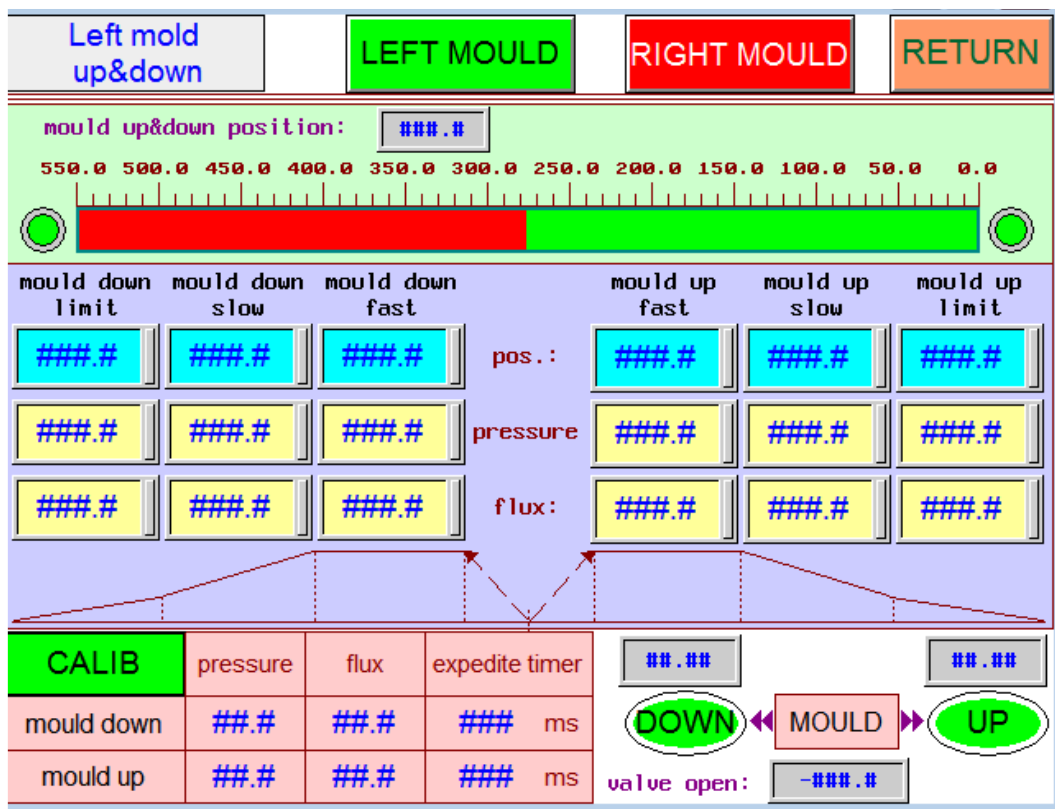 Left mold
up&down
LEFT MOULD
RIGHT MOULD
RETURN
mould up&down position:
###.#
550.0 500.0 450.0 400.0 350.0 300.0 250.0 200.0 150.0 100.0 50.0 0.0
mould down
limit
mould down
slow
mould down
fast
mould up
fast
mould up
slow
mould up
limit
###.# ###.# ###.# pos.: ###.# ###.# ###.#
###.# ###.# ###.# pressure ###.# ###.# ###.#
###.# ###.# ###.# flux: ###.# ###.# ###.#
CALIB pressure flux expedite timer
mould down ##.# ##.# ### ms
mould up ##.# ##.# ### ms
##.## ##.##
DOWN MOULD UP
valve open: -###.#